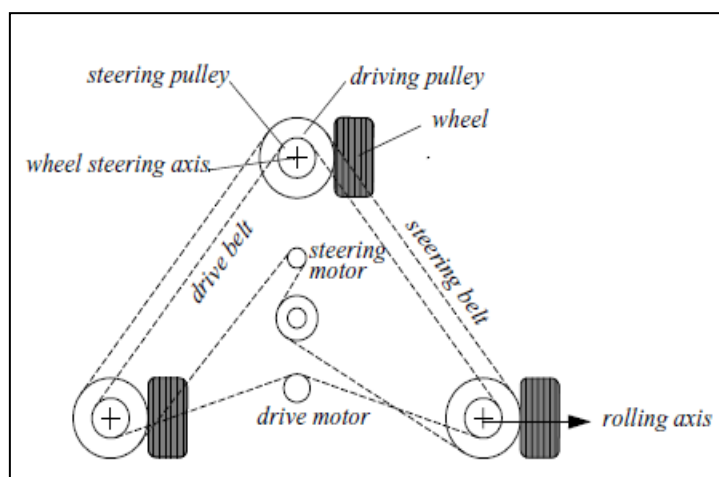 steering pulley
driving pulley
wheel
wheel steering axis
drive belt
steering
motor
steering belt
drive motor
rolling axis